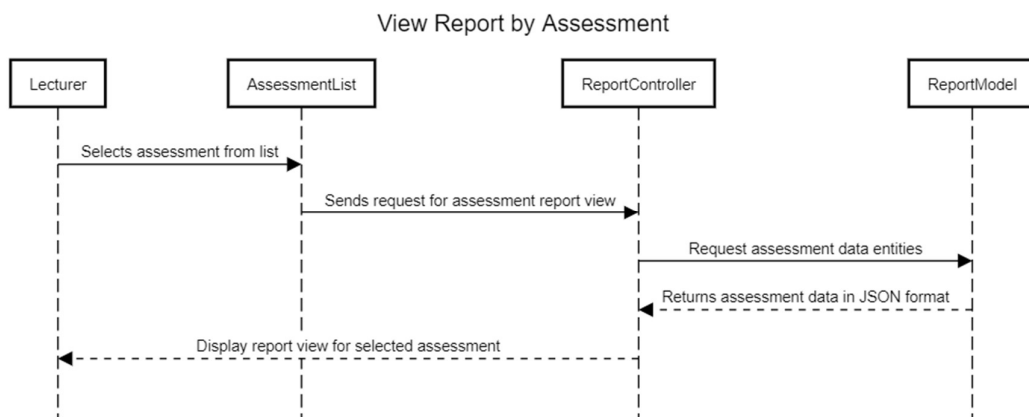 View Report by Assessment
Lecturer
AssessmentList
ReportController
ReportModel
Selects assessment from list
Sends request for assessment report view
Request assessment data entities
Returns assessment data in JSON format
Display report view for selected assessment